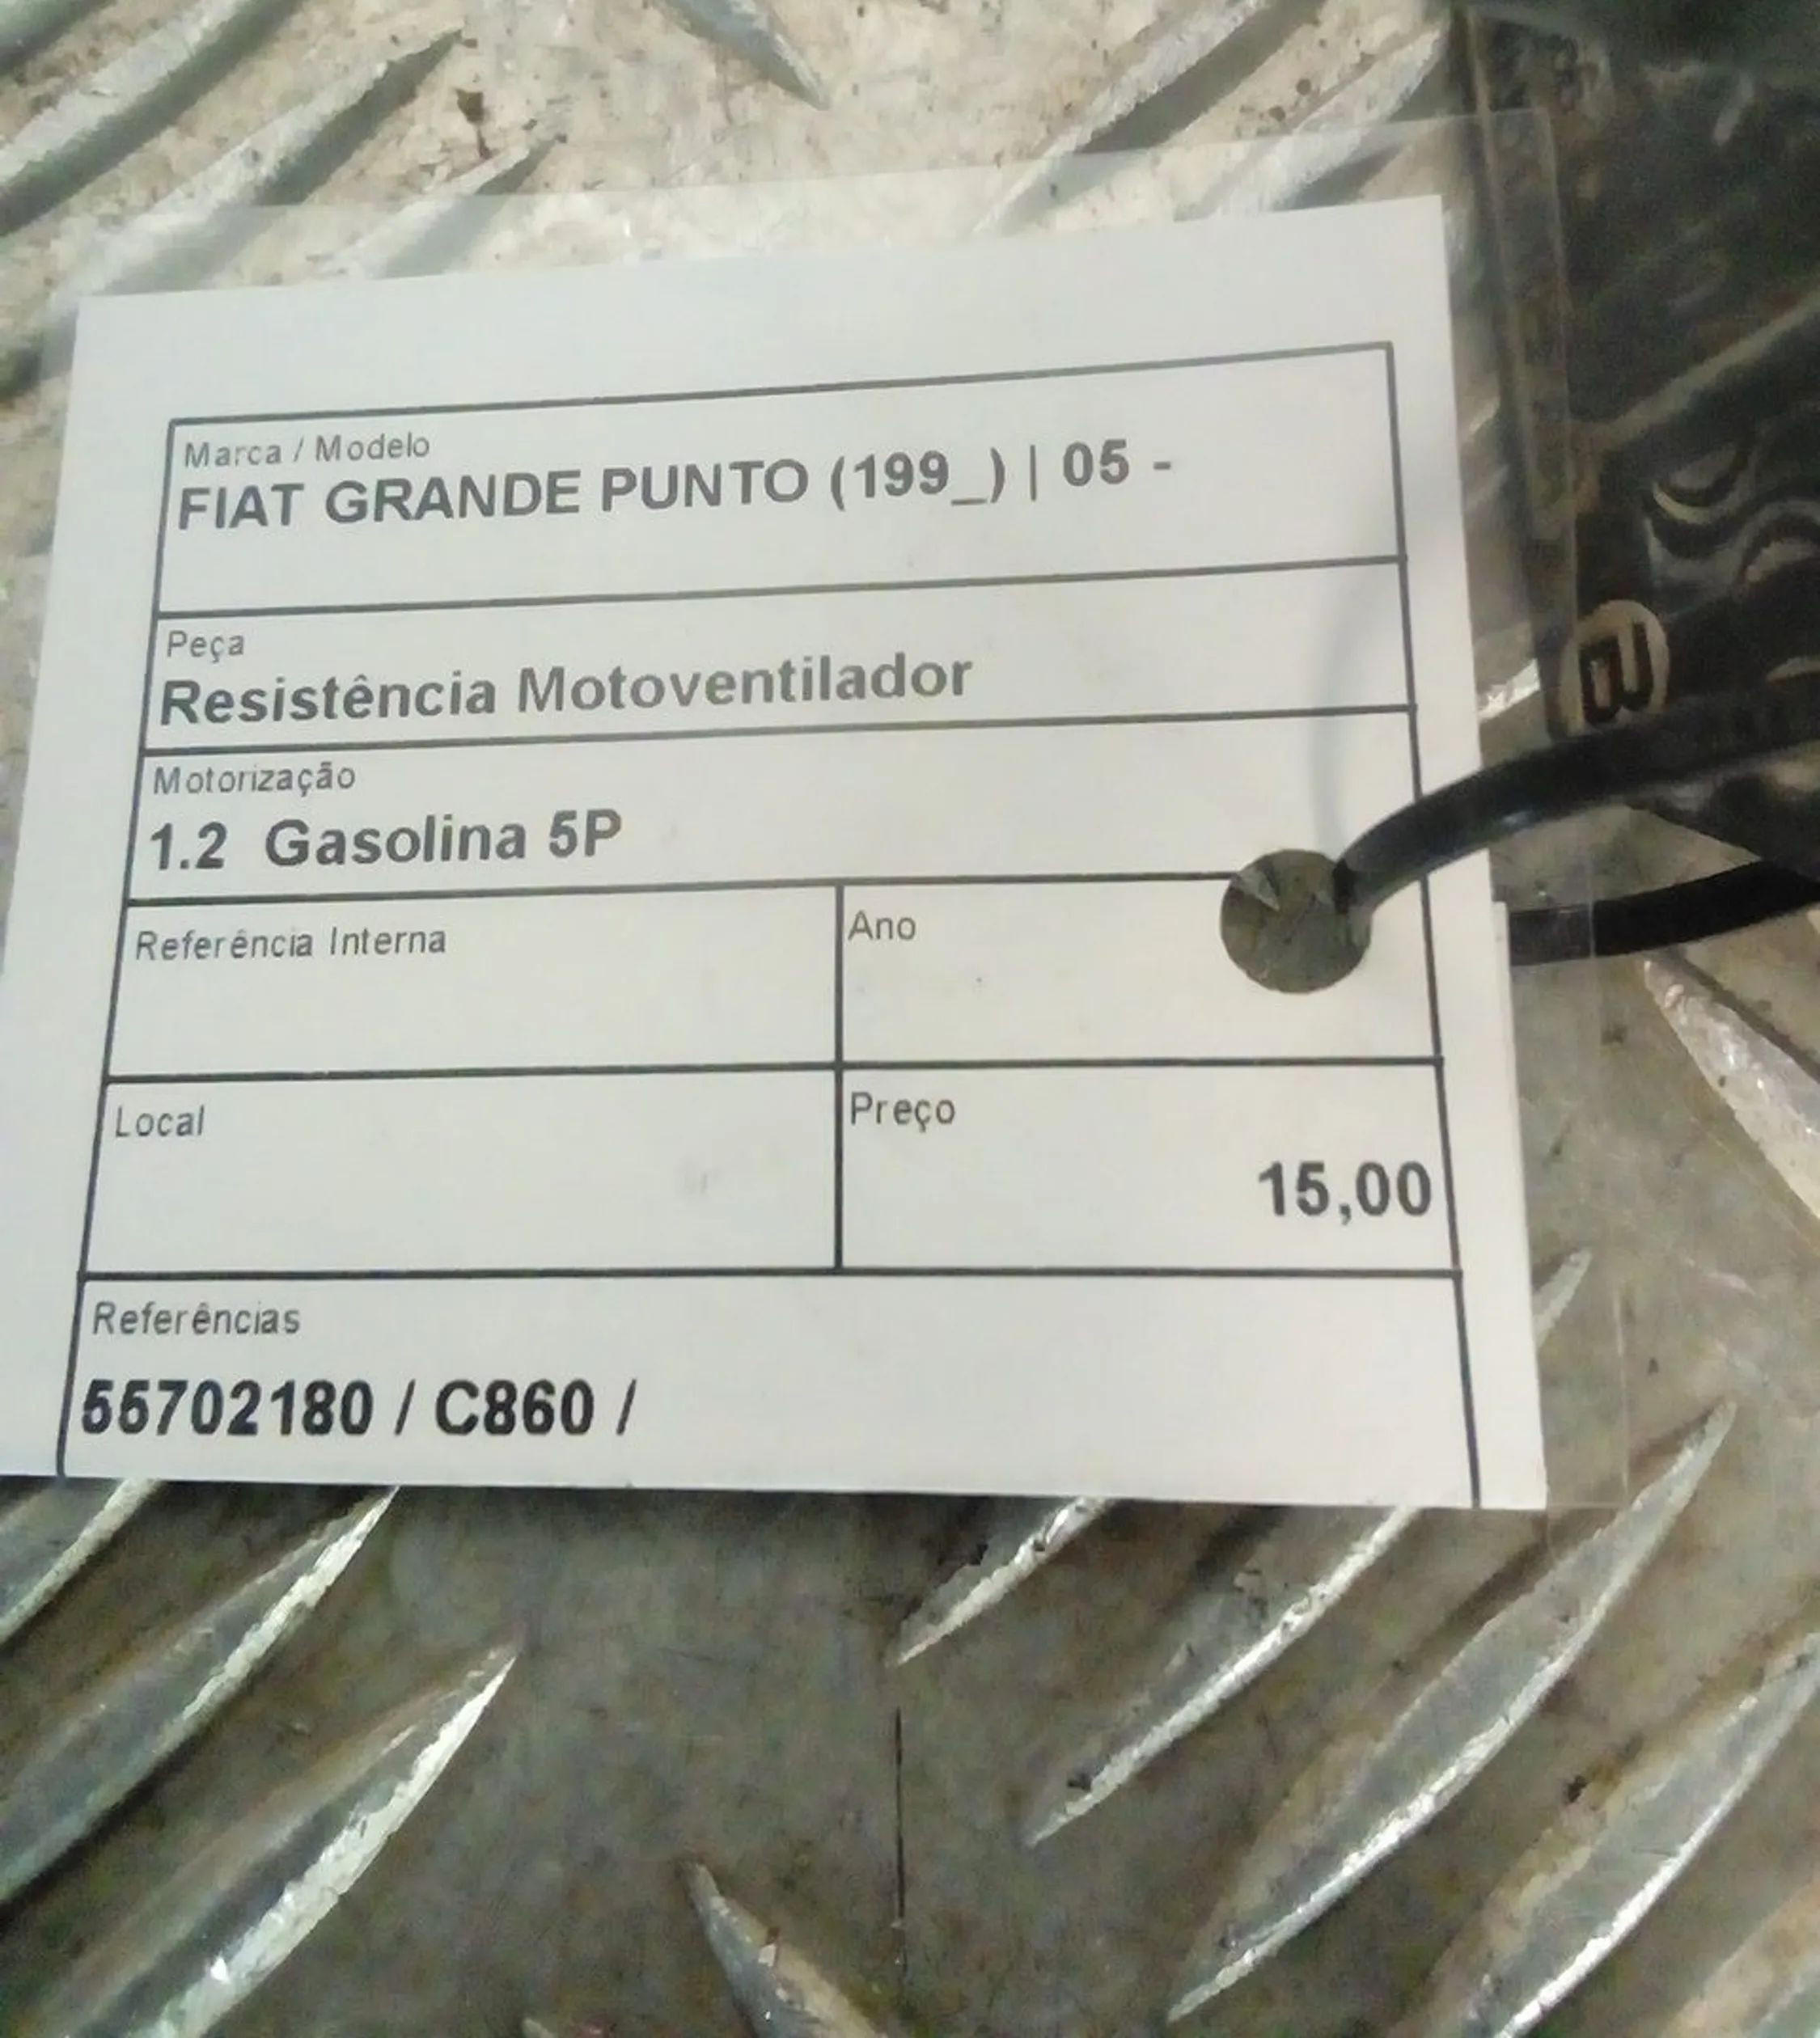 Marca / Modelo
FIAT GRANDE PUNTO (199_) | 05 -
Peça
Resistência Motoventilador
Motorização
1.2 Gasolina 5P
Referência Interna
Ano
Local
Preço
15,00
Referências
55702180 / C860 /